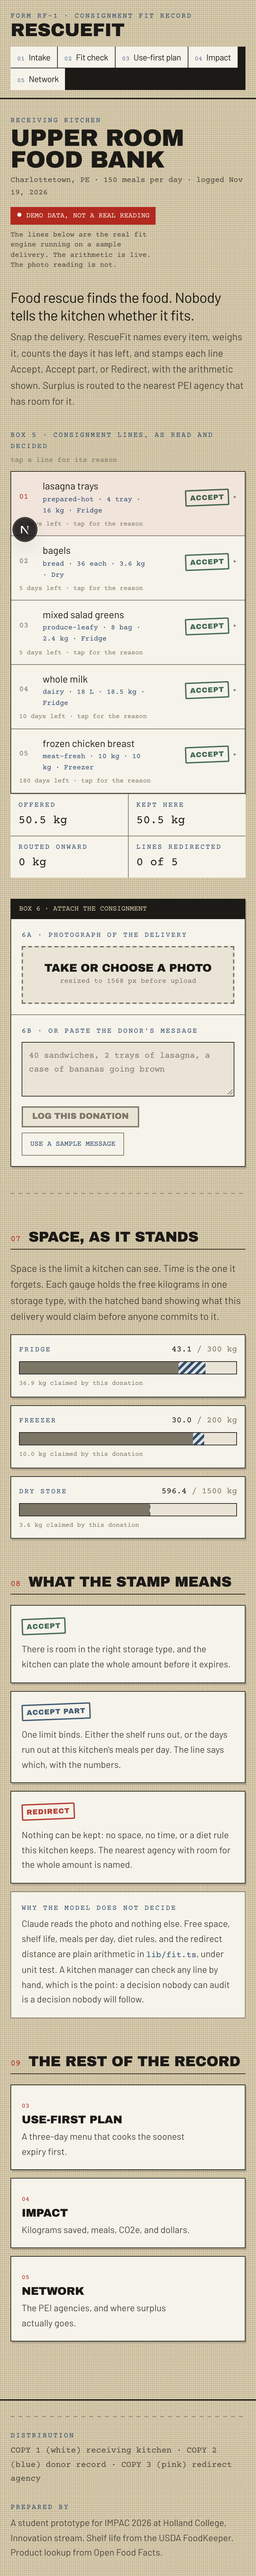 FORM RF-1 · CONSIGNMENT FIT RECORD
RESCUEFIT
01 Intake
02 Fit check
03 Use-first plan
04 Impact
05 Network
RECEIVING KITCHEN
UPPER ROOM
FOOD BANK
Charlottetown, PE · 150 meals per day · logged Nov
19, 2026
DEMO DATA, NOT A REAL READING
The lines below are the real fit
engine running on a sample
delivery. The arithmetic is live.
The photo reading is not.
Food rescue finds the food. Nobody
tells the kitchen whether it fits.
Snap the delivery. RescueFit names every item, weighs
it, counts the days it has left, and stamps each line
Accept, Accept part, or Redirect, with the arithmetic
shown. Surplus is routed to the nearest PEI agency that
has room for it.
BOX 5 · CONSIGNMENT LINES, AS READ AND
DECIDED
tap a line for its reason
01
lasagna trays
prepared-hot · 4 tray ·
16 kg · Fridge
left · tap for the reason
ACCEPT
N
02
bagels
bread · 36 each · 3.6 kg
· Dry
5 days left · tap for the reason
ACCEPT
03
mixed salad greens
produce-leafy · 8 bag ·
2.4 kg · Fridge
5 days left · tap for the reason
ACCEPT
04
whole milk
dairy · 18 L · 18.5 kg ·
Fridge
10 days left · tap for the reason
ACCEPT
05
frozen chicken breast
meat-fresh · 10 kg · 10
kg · Freezer
180 days left · tap for the reason
ACCEPT
OFFERED
50.5 kg
KEPT HERE
50.5 kg
ROUTED ONWARD
0 kg
LINES REDIRECTED
0 of 5
BOX 6 · ATTACH THE CONSIGNMENT
6A · PHOTOGRAPH OF THE DELIVERY
TAKE OR CHOOSE A PHOTO
resized to 1568 px before upload
6B · OR PASTE THE DONOR'S MESSAGE
40 sandwiches, 2 trays of lasagna, a
case of bananas going brown
LOG THIS DONATION
USE A SAMPLE MESSAGE
07 SPACE, AS IT STANDS
Space is the limit a kitchen can see. Time is the one it
forgets. Each gauge holds the free kilograms in one
storage type, with the hatched band showing what this
delivery would claim before anyone commits to it.
FRIDGE 43.1 / 300 kg
36.9 kg claimed by this donation
FREEZER 30.0 / 200 kg
10.0 kg claimed by this donation
DRY STORE 596.4 / 1500 kg
3.6 kg claimed by this donation
08 WHAT THE STAMP MEANS
ACCEPT
There is room in the right storage type, and the
kitchen can plate the whole amount before it expires.
ACCEPT PART
One limit binds. Either the shelf runs out, or the days
run out at this kitchen's meals per day. The line says
which, with the numbers.
REDIRECT
Nothing can be kept: no space, no time, or a diet rule
this kitchen keeps. The nearest agency with room for
the whole amount is named.
WHY THE MODEL DOES NOT DECIDE
Claude reads the photo and nothing else. Free space,
shelf life, meals per day, diet rules, and the redirect
distance are plain arithmetic in lib/fit.ts, under
unit test. A kitchen manager can check any line by
hand, which is the point: a decision nobody can audit
is a decision nobody will follow.
09 THE REST OF THE RECORD
03
USE-FIRST PLAN
A three-day menu that cooks the soonest
expiry first.
04
IMPACT
Kilograms saved, meals, CO2e, and dollars.
05
NETWORK
The PEI agencies, and where surplus
actually goes.
DISTRIBUTION
COPY 1 (white) receiving kitchen · COPY 2
(blue) donor record · COPY 3 (pink) redirect
agency
PREPARED BY
A student prototype for IMPAC 2026 at Holland College,
Innovation stream. Shelf life from the USDA FoodKeeper.
Product lookup from Open Food Facts.